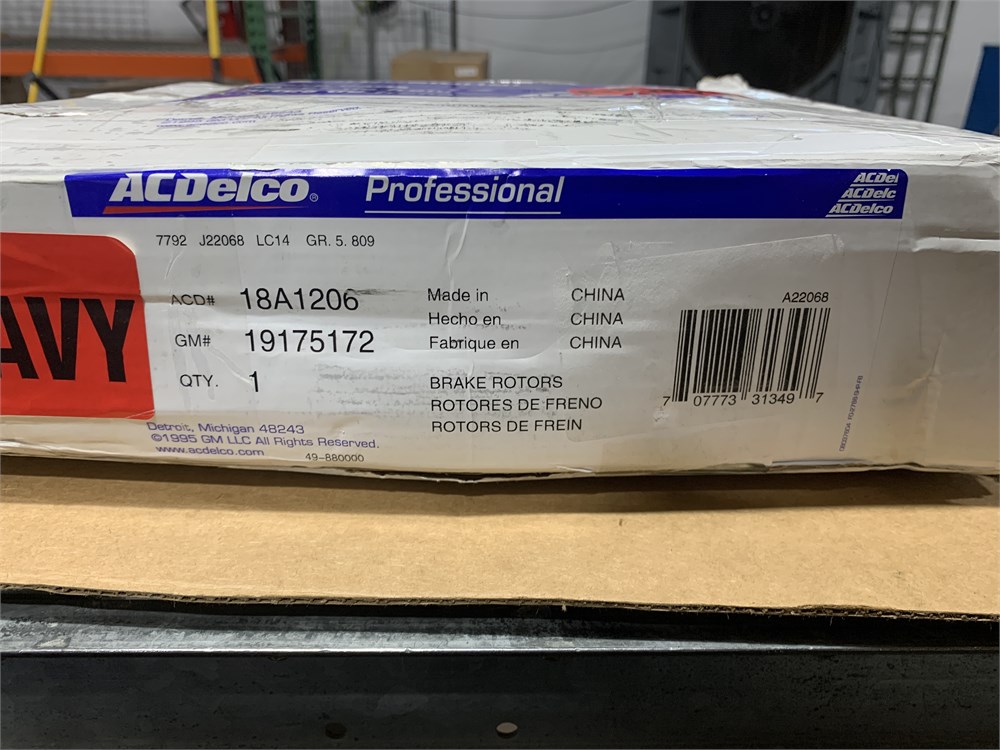 ACDelco® Professional
ACDel
ACDelc
ACDelco
7792 J22068 LC14 GR. 5. 809
AVY
ACD# 18A1206
GM# 19175172
QTY. 1
Made in CHINA
Hecho en CHINA
Fabrique en CHINA
BRAKE ROTORS
ROTORES DE FRENO
ROTORS DE FREIN
A22068
7 07773 31349 7
Detroit, Michigan 48243
©1995 GM LLC All Rights Reserved.
www.acdelco.com 49-880000